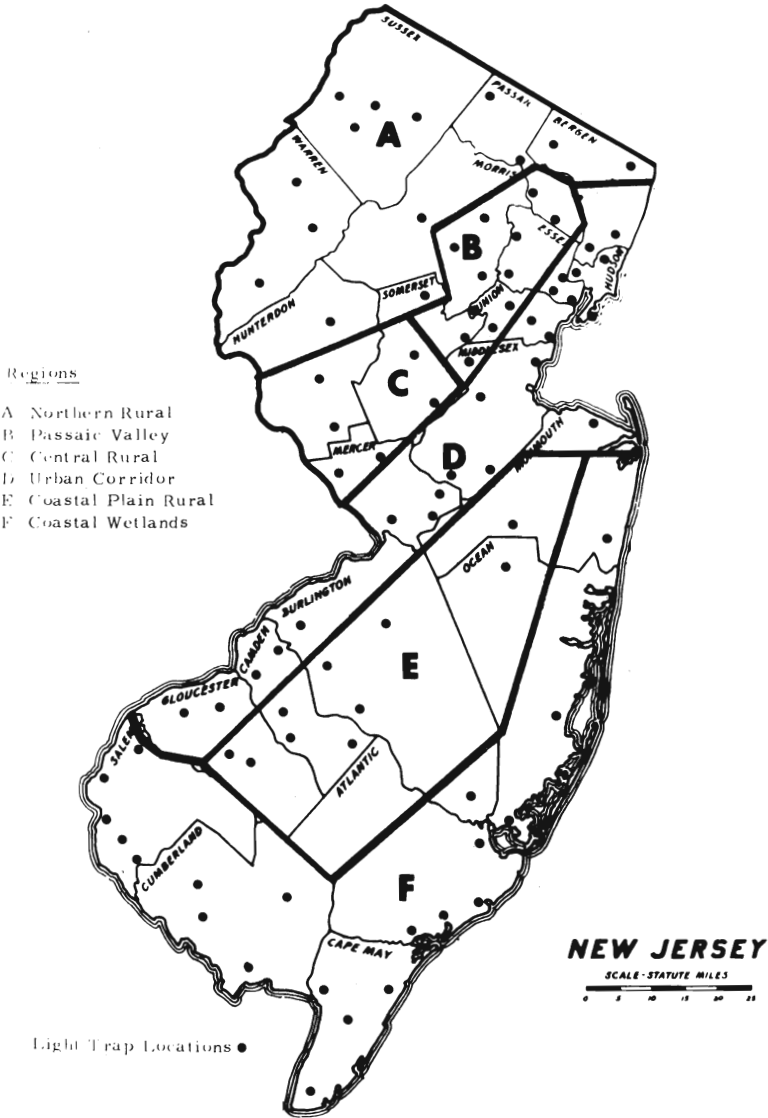 SUSSEX
PASSAIC
BERGEN
A
WARREN
MORRIS
B
ESSEX
HUDSON
SOMERSET
UNION
HUNTERDON
MIDDLESEX
C
Regions
A Northern Rural
B Passaic Valley
C Central Rural
D Urban Corridor
E Coastal Plain Rural
F Coastal Wetlands
MERCER
MONMOUTH
D
OCEAN
BURLINGTON
CAMDEN
E
GLOUCESTER
SALEM
ATLANTIC
CUMBERLAND
F
CAPE MAY
NEW JERSEY
SCALE-STATUTE MILES
0 5 10 15 20 25
Light Trap Locations